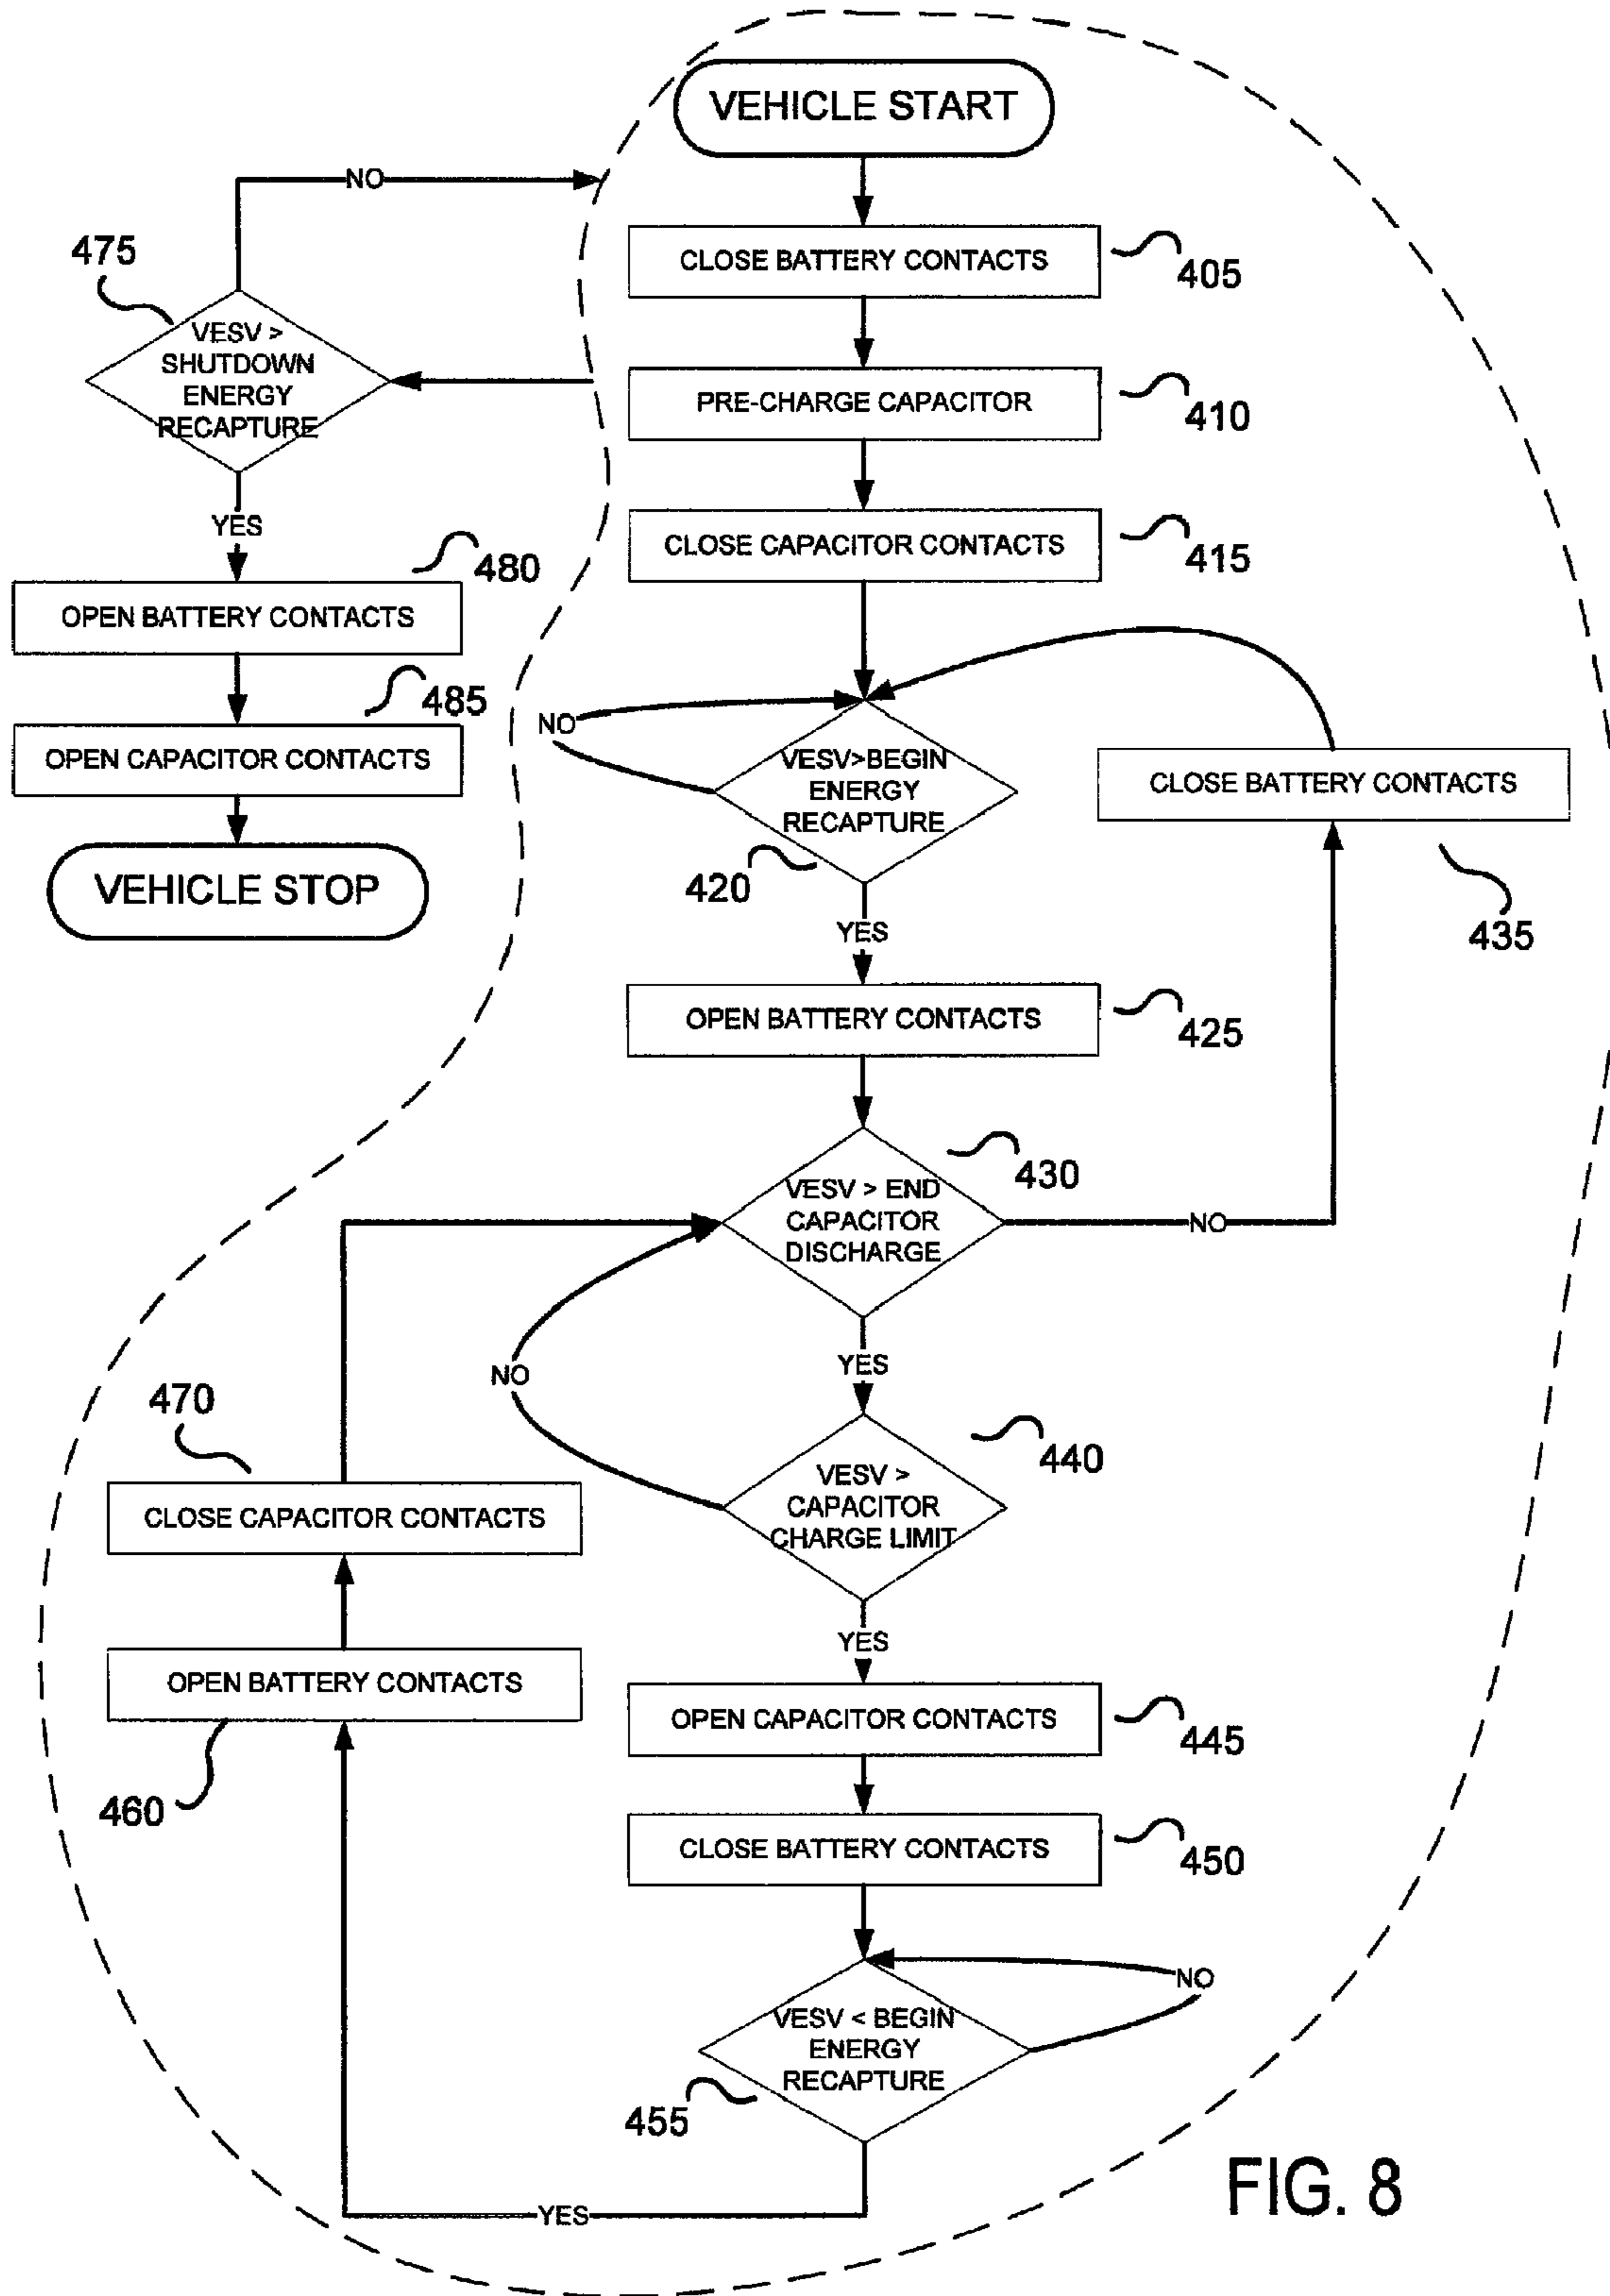 VEHICLE START
NO
475
CLOSE BATTERY CONTACTS
405
VESV >
SHUTDOWN
ENERGY
RECAPTURE
PRE-CHARGE CAPACITOR
410
YES
CLOSE CAPACITOR CONTACTS
415
480
OPEN BATTERY CONTACTS
485
OPEN CAPACITOR CONTACTS
VEHICLE STOP
NO
VESV>BEGIN
ENERGY
RECAPTURE
420
CLOSE BATTERY CONTACTS
435
YES
OPEN BATTERY CONTACTS
425
430
VESV > END
CAPACITOR
DISCHARGE
NO
YES
NO
440
VESV >
CAPACITOR
CHARGE LIMIT
470
CLOSE CAPACITOR CONTACTS
YES
OPEN BATTERY CONTACTS
460
OPEN CAPACITOR CONTACTS
445
CLOSE BATTERY CONTACTS
450
NO
VESV < BEGIN
ENERGY
RECAPTURE
455
YES
FIG. 8